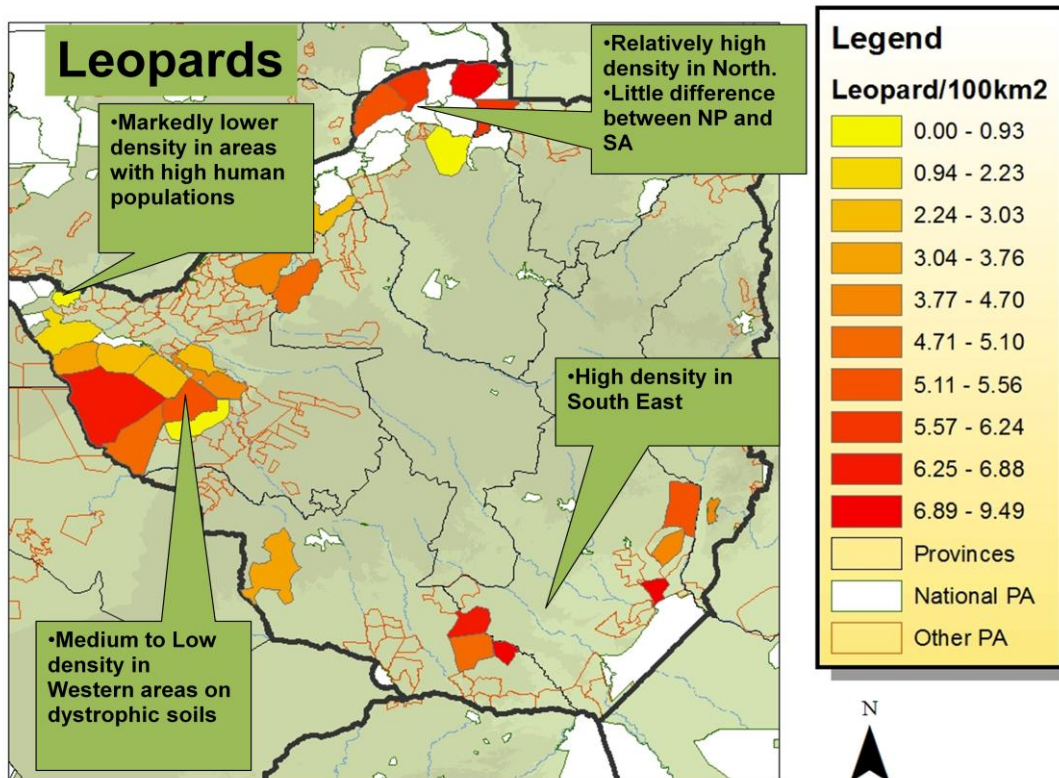 Leopards
•Markedly lower
density in areas
with high human
populations
•Relatively high
density in North.
•Little difference
between NP and
SA
•High density in
South East
•Medium to Low
density in
Western areas on
dystrophic soils
Legend
Leopard/100km2
0.00 - 0.93
0.94 - 2.23
2.24 - 3.03
3.04 - 3.76
3.77 - 4.70
4.71 - 5.10
5.11 - 5.56
5.57 - 6.24
6.25 - 6.88
6.89 - 9.49
Provinces
National PA
Other PA
N